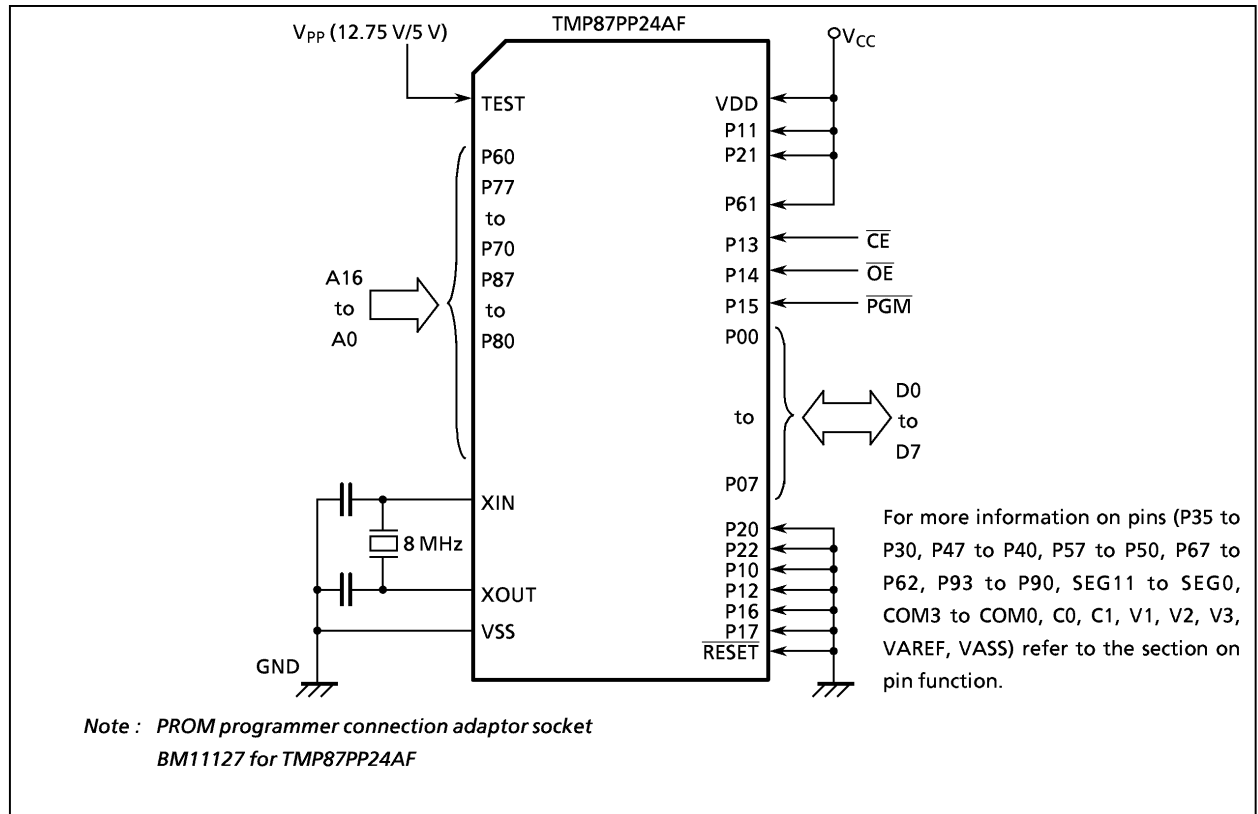 TMP87PP24AF
VPP (12.75 V/5 V)
VCC
TEST
P60
P77
to
P70
P87
to
P80
A16
to
A0
XIN
8 MHz
XOUT
VSS
GND
VDD
P11
P21
P61
P13
P14
P15
CE
OE
PGM
P00
to
P07
D0
to
D7
P20
P22
P10
P12
P16
P17
RESET
For more information on pins (P35 to
P30, P47 to P40, P57 to P50, P67 to
P62, P93 to P90, SEG11 to SEG0,
COM3 to COM0, C0, C1, V1, V2, V3,
VAREF, VASS) refer to the section on
pin function.
Note : PROM programmer connection adaptor socket
BM11127 for TMP87PP24AF